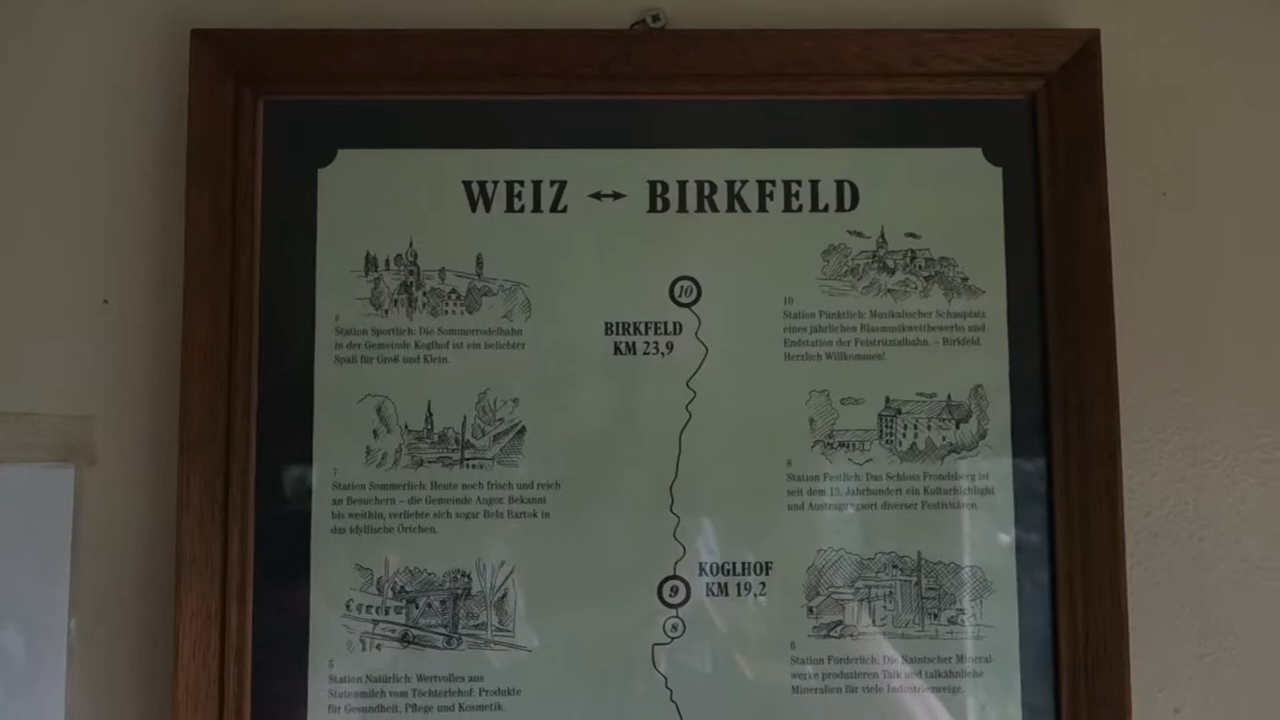 WEIZ ↔ BIRKFELD
9
Station Sportlich: Die Sommerrodelbahn
in der Gemeinde Koglhof ist ein beliebter
Spaß für Groß und Klein.
10
BIRKFELD
KM 23,9
10
Station Pünktlich: Musikalischer Schauplatz
eines jährlichen Blasmusikwettbewerbs und
Endstation der Feistritztalbahn. – Birkfeld.
Herzlich Willkommen!
7
Station Sommerlich: Heute noch frisch und reich
an Besuchern – die Gemeinde Anger. Bekannt
bis weithin, verliebte sich sogar Bela Bartok in
das idyllische Örtchen.
8
Station Festlich: Das Schloss Frondsberg ist
seit dem 13. Jahrhundert ein Kulturhighlight
und Austragungsort diverser Festivitäten.
KOGLHOF
KM 19,2
9
8
5
Station Natürlich: Wertvolles aus
Stutenmilch vom Töchterlehof: Produkte
für Gesundheit, Pflege und Kosmetik.
6
Station Förderlich: Die Naintscher Mineral-
werke produzieren Talk und talkähnliche
Mineralien für viele Industriezweige.